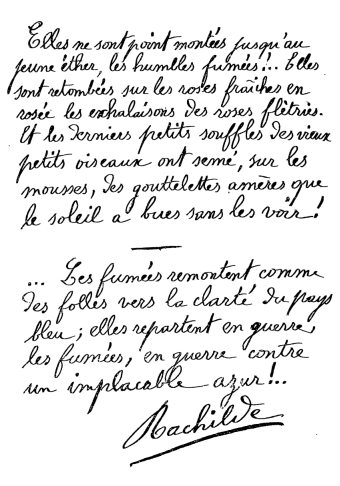 Elles ne sont point montées jusqu'au
jeune éther, les humbles fumées!.. Elles
sont retombées sur les roses fraîches en
rosée les exhalaisons des roses flétries.
Et les derniers petits souffles des vieux
petits oiseaux ont semé, sur les
mousses, des gouttelettes amères que
le soleil a bues sans les voir!
... Les fumées remontent comme
des folles vers la clarté du pays
bleu; elles repartent en guerre,
les fumées, en guerre contre
un implacable azur!..
Rachilde